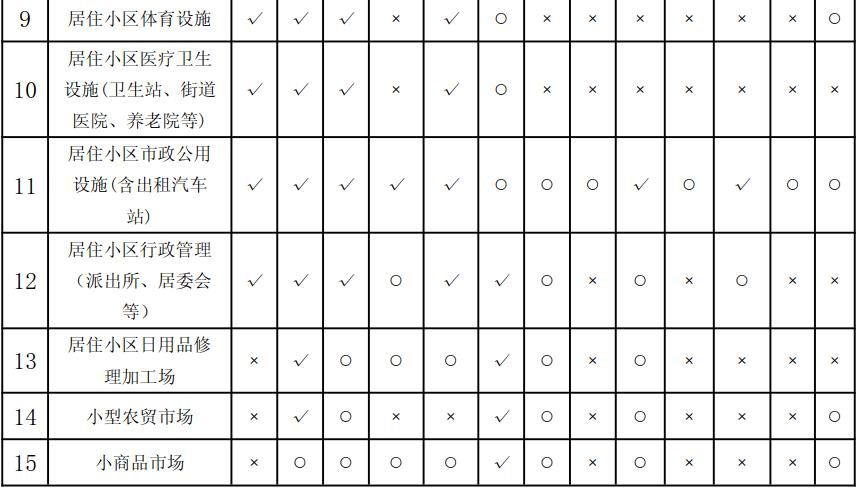 9 居住小区体育设施 √ √ √ × √ ○ × × × × × × ○
居住小区医疗卫生
10 设施(卫生站、街道 √ √ √ × √ ○ × × × × × × ×
医院、养老院等)
居住小区市政公用
11 设施(含出租汽车 √ √ √ √ √ ○ ○ ○ √ ○ √ ○ ○
站)
居住小区行政管理
12 （派出所、居委会 √ √ √ ○ √ √ ○ × ○ × ○ × ×
等）
居住小区日用品修
13 × √ ○ ○ ○ √ ○ × ○ × × × ×
理加工场
14 小型农贸市场 × √ ○ × × √ ○ × ○ × × × ○
15 小商品市场 × ○ ○ ○ ○ √ ○ × ○ × × × ○